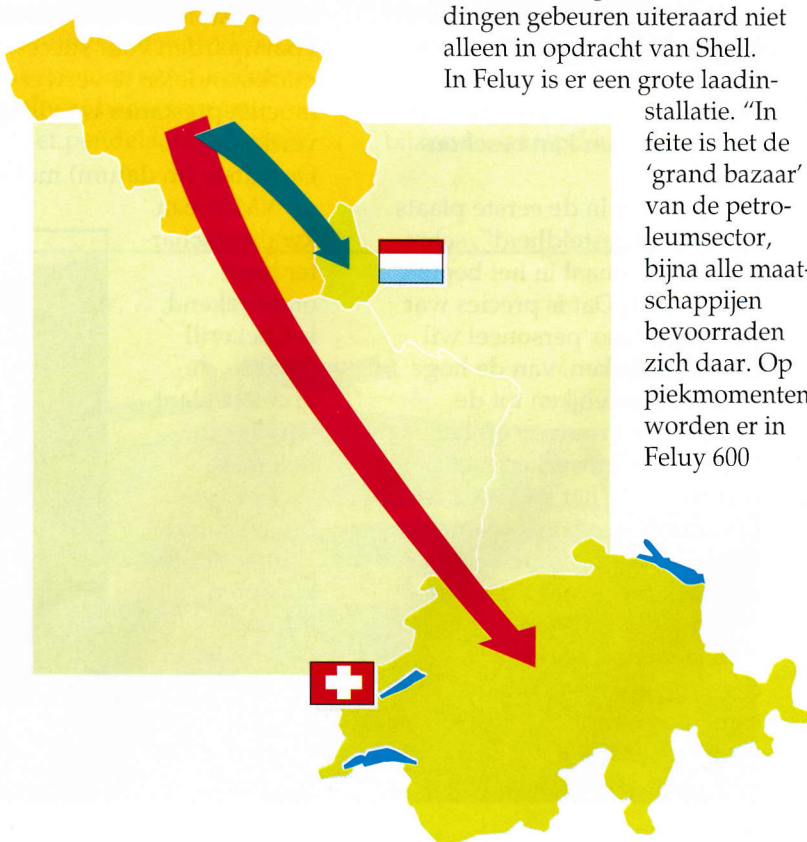 dingen gebeuren uiteraard niet
alleen in opdracht van Shell.
In Feluy is er een grote laadin-
stallatie. “In
feite is het de
‘grand bazaar’
van de petro-
leumsector,
bijna alle maat-
schappijen
bevoorraden
zich daar. Op
piekmomenten
worden er in
Feluy 600